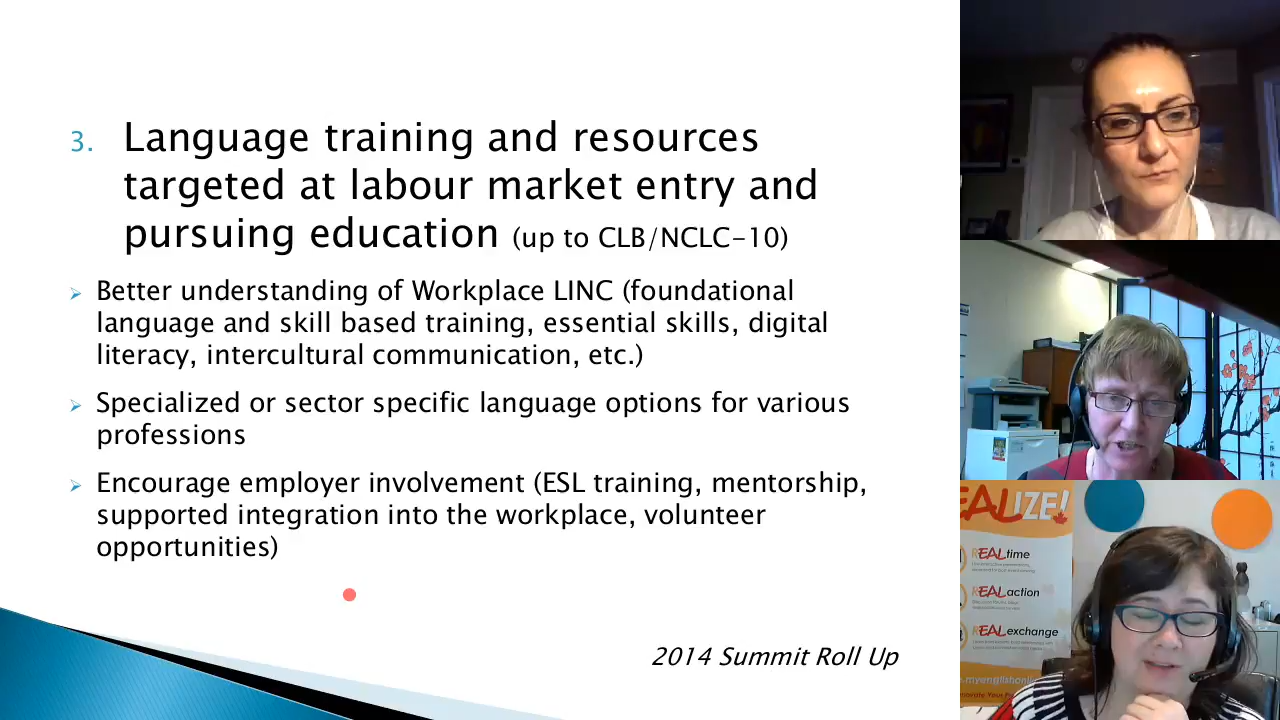 3. Language training and resources
targeted at labour market entry and
pursuing education (up to CLB/NCLC-10)
Better understanding of Workplace LINC (foundational
language and skill based training, essential skills, digital
literacy, intercultural communication, etc.)
Specialized or sector specific language options for various
professions
Encourage employer involvement (ESL training, mentorship,
supported integration into the workplace, volunteer
opportunities)
2014 Summit Roll Up
EALIZE!
REALtime
REALaction
REALexchange